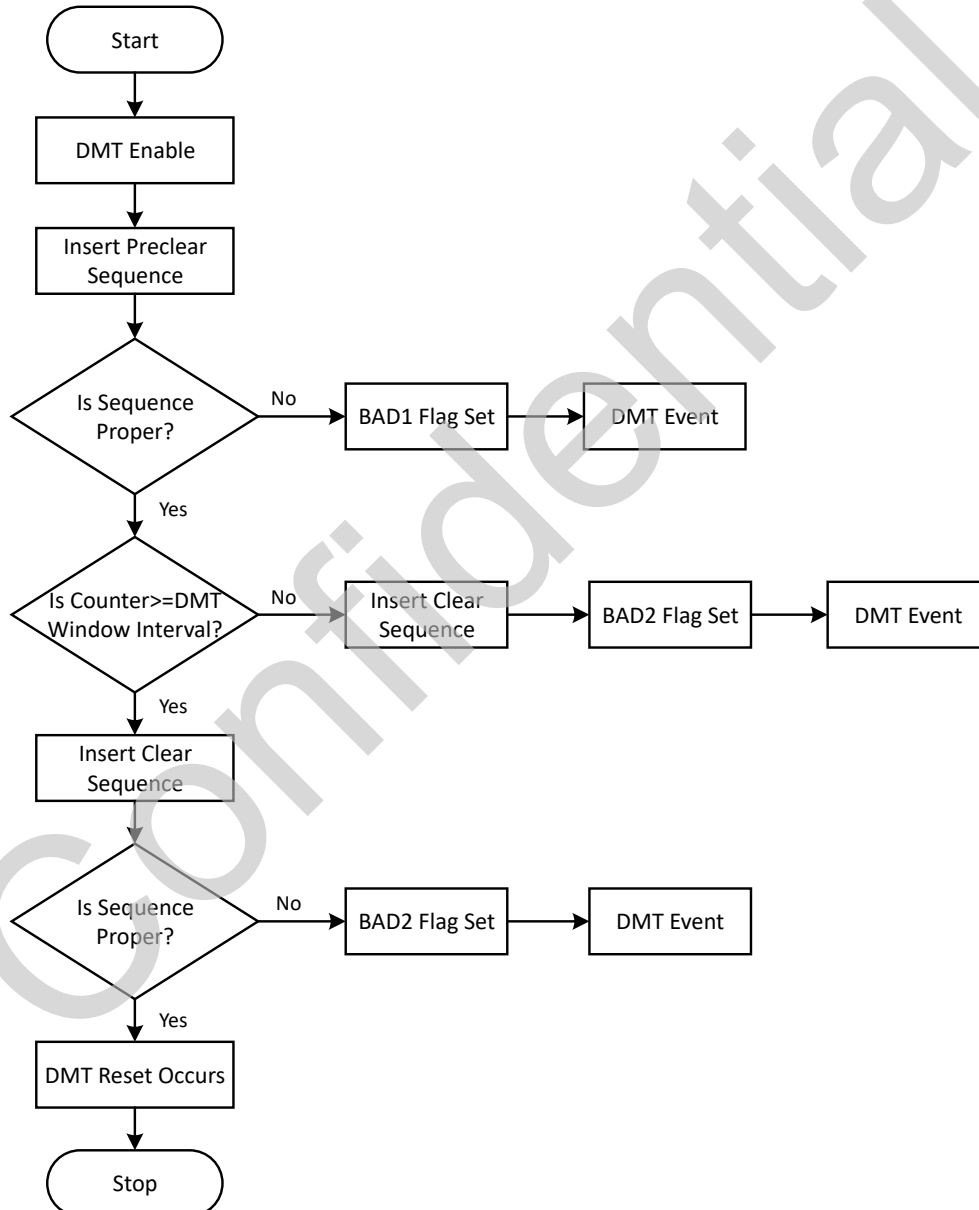 Start
DMT Enable
Insert Preclear
Sequence
Is Sequence
Proper?
No
BAD1 Flag Set
DMT Event
Yes
Is Counter>=DMT
Window Interval?
No
Insert Clear
Sequence
BAD2 Flag Set
DMT Event
Yes
Insert Clear
Sequence
Is Sequence
Proper?
No
BAD2 Flag Set
DMT Event
Yes
DMT Reset Occurs
Stop
Confidential